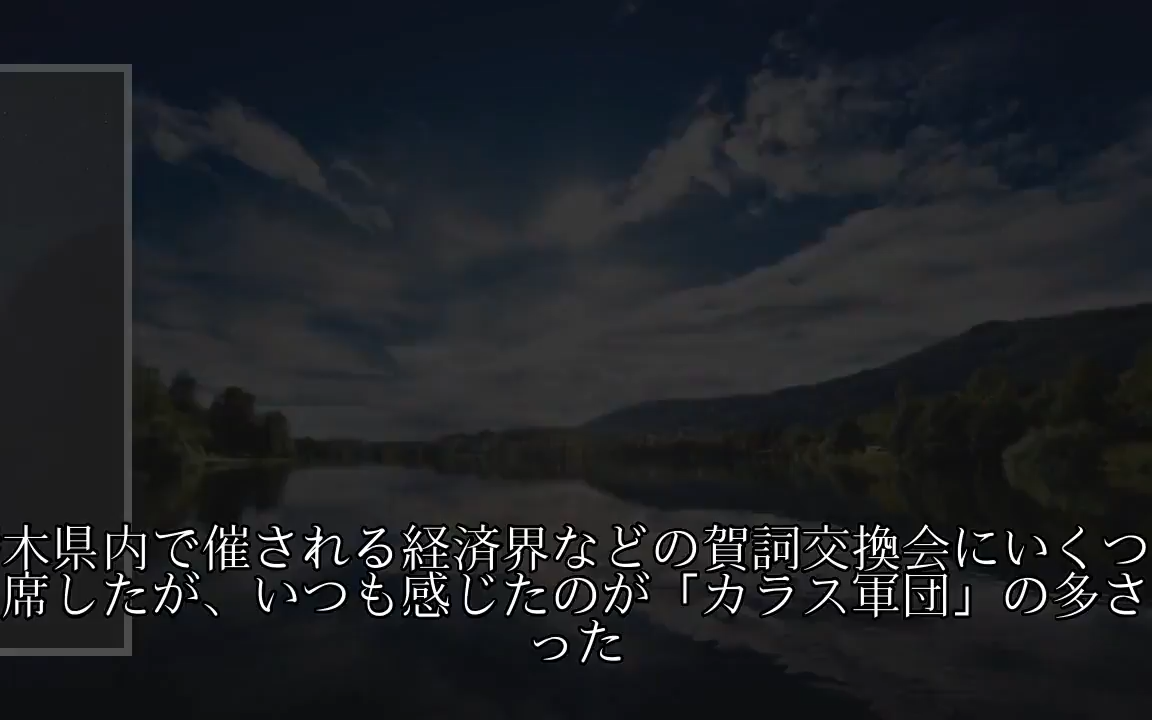 木県内で催される経済界などの賀詞交換会にいくつ
席したが、いつも感じたのが「カラス軍団」の多さ
った